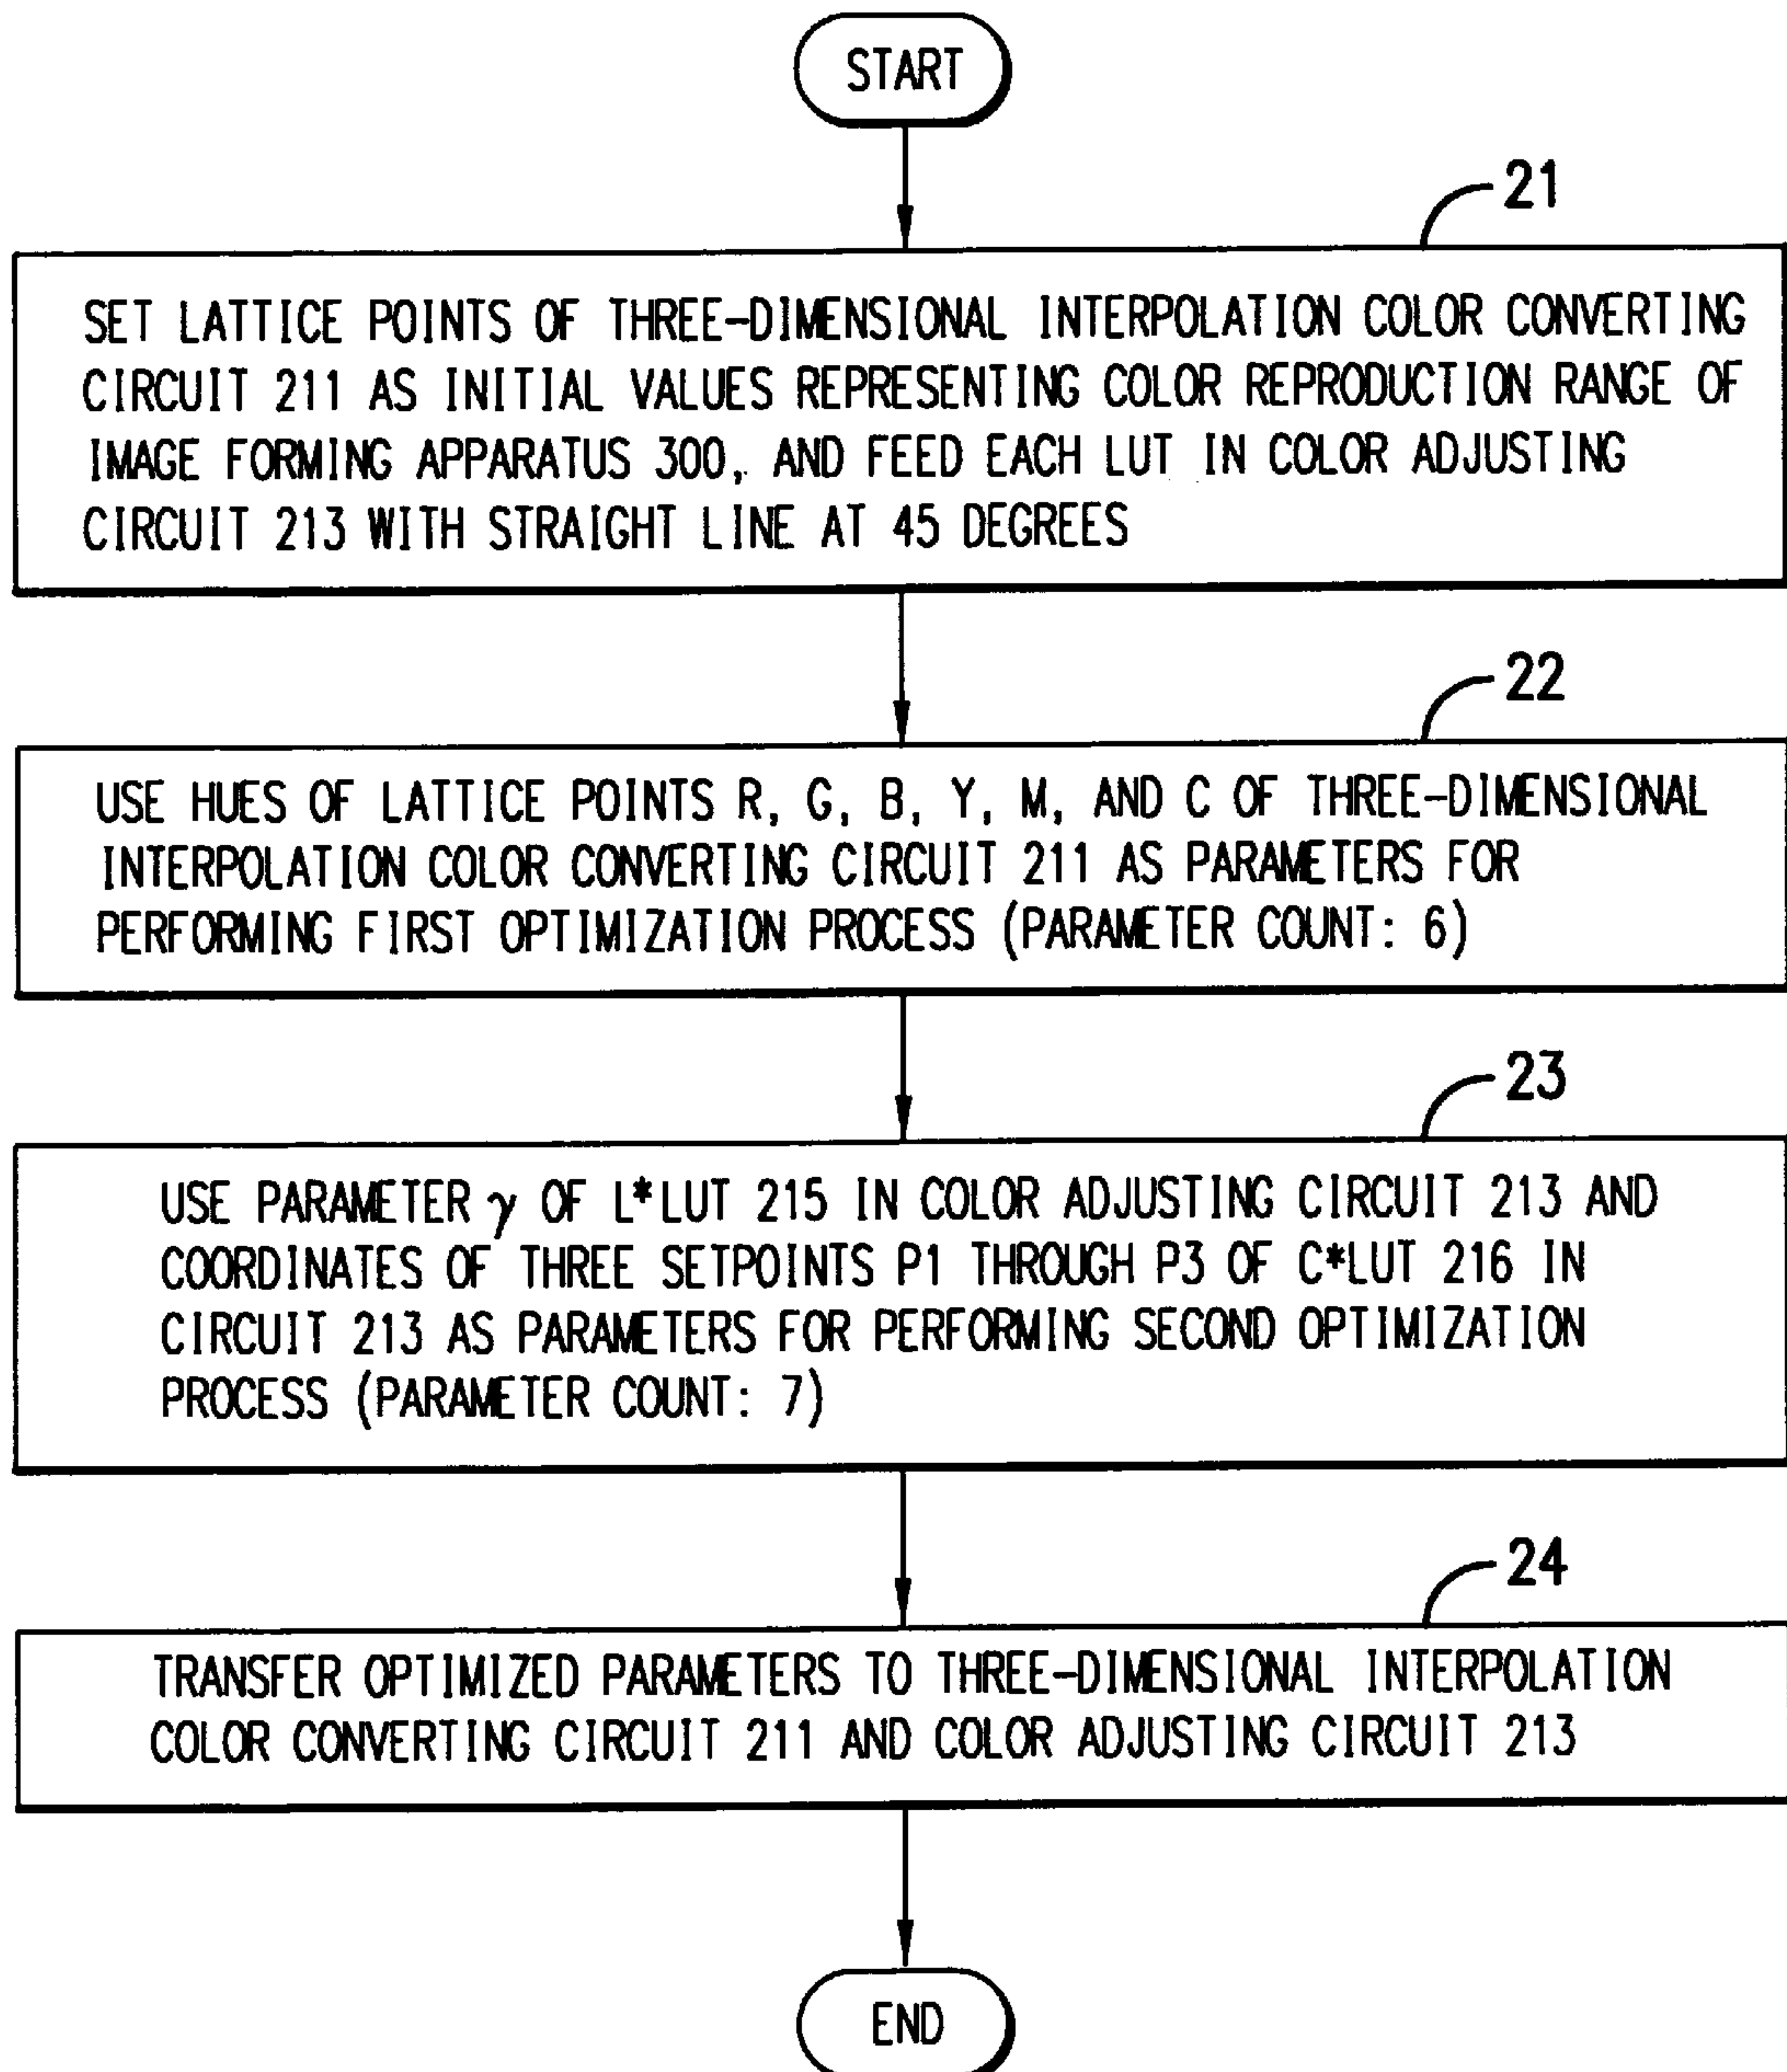 START
21
SET LATTICE POINTS OF THREE-DIMENSIONAL INTERPOLATION COLOR CONVERTING
CIRCUIT 211 AS INITIAL VALUES REPRESENTING COLOR REPRODUCTION RANGE OF
IMAGE FORMING APPARATUS 300, AND FEED EACH LUT IN COLOR ADJUSTING
CIRCUIT 213 WITH STRAIGHT LINE AT 45 DEGREES
22
USE HUES OF LATTICE POINTS R, G, B, Y, M, AND C OF THREE-DIMENSIONAL
INTERPOLATION COLOR CONVERTING CIRCUIT 211 AS PARAMETERS FOR
PERFORMING FIRST OPTIMIZATION PROCESS (PARAMETER COUNT: 6)
23
USE PARAMETER γ OF L*LUT 215 IN COLOR ADJUSTING CIRCUIT 213 AND
COORDINATES OF THREE SETPOINTS P1 THROUGH P3 OF C*LUT 216 IN
CIRCUIT 213 AS PARAMETERS FOR PERFORMING SECOND OPTIMIZATION
PROCESS (PARAMETER COUNT: 7)
24
TRANSFER OPTIMIZED PARAMETERS TO THREE-DIMENSIONAL INTERPOLATION
COLOR CONVERTING CIRCUIT 211 AND COLOR ADJUSTING CIRCUIT 213
END